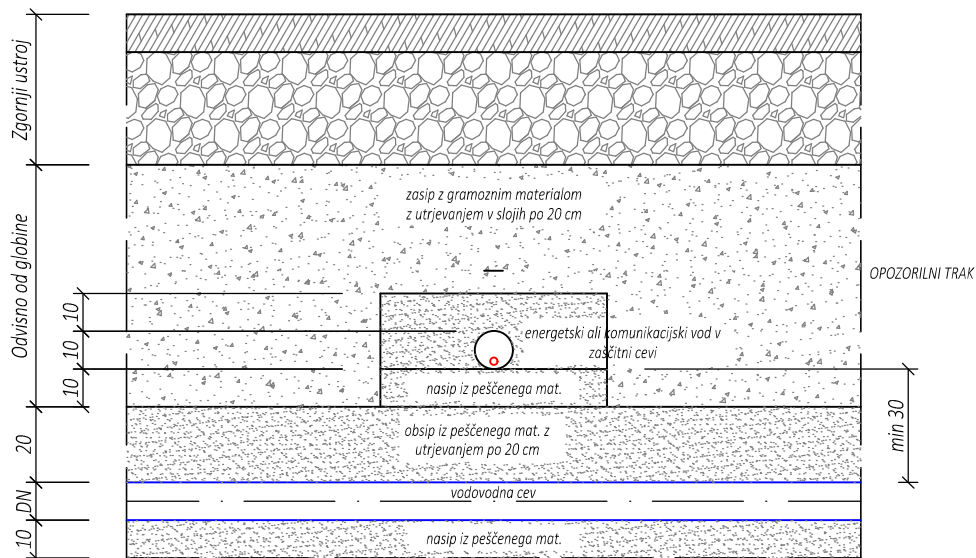 Zgornji ustroj
zasip z gramoznim materialom
z utrjevanjem v slojih po 20 cm
Odvisno od globine
OPOZORILNI TRAK
10
energetski ali komunikacijski vod v
zaščitni cevi
10
10
nasip iz peščenega mat.
min 30
obsip iz peščenega mat. z
utrjevanjem po 20 cm
20
vodovodna cev
DN
10
nasip iz peščenega mat.